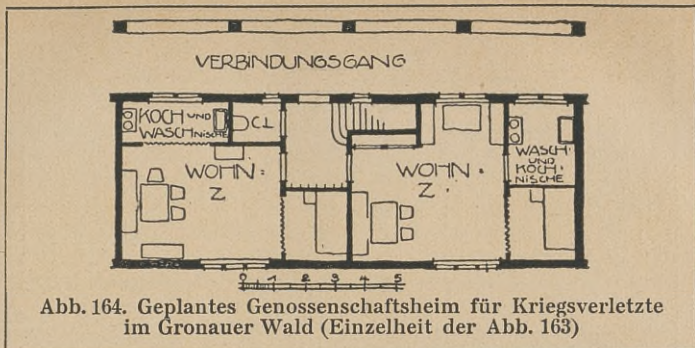 VERBINDUNGSGANG
KOCH UND
WASCHNISCHE
CL
WOHN=
Z
WOHN=
Z
WASCH-
UND
KOCH-
NISCHE
0 1 2 3 4 5
Abb. 164. Geplantes Genossenschaftsheim für Kriegsverletzte
im Gronauer Wald (Einzelheit der Abb. 163)